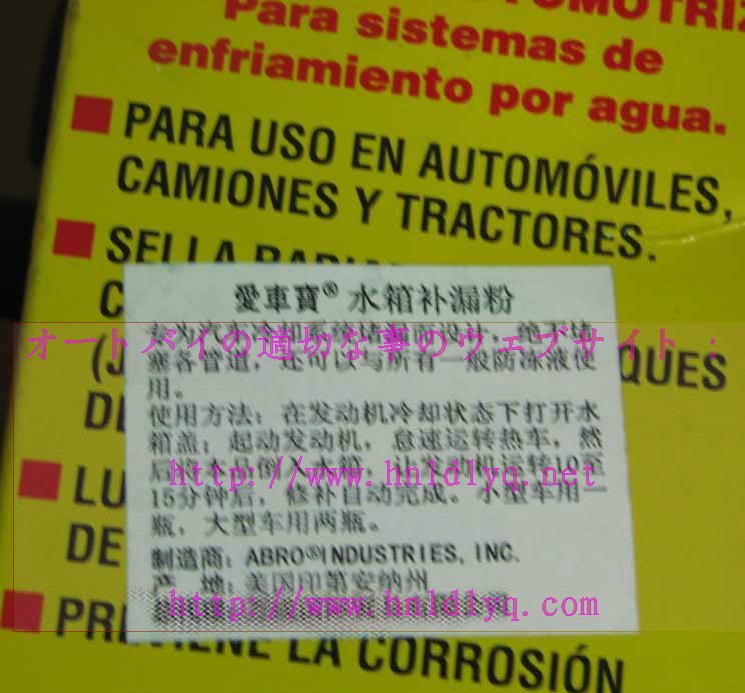 Para sistemas de
enfriamiento por agua.
PARA USO EN AUTOMÓVILES,
CAMIONES Y TRACTORES.
SELLA
QUES
DE
LU
DE
LA CORROSIÓN
愛車寶® 水箱补漏粉
塞各管道，还可以与所有一般防冻液使
用。
使用方法：在发动机冷却状态下打开水
箱盖；起动发动机，怠速运转热车，然
15分钟后，修补自动完成。小型车用一
瓶，大型车用两瓶。
制造商：ABRO®INDUSTRIES, INC.
产 地：美国印第安纳州
オートバイの適切な事のウェブサイト：
http://www.hnldlyq.net
http://www.hnldlyq.com